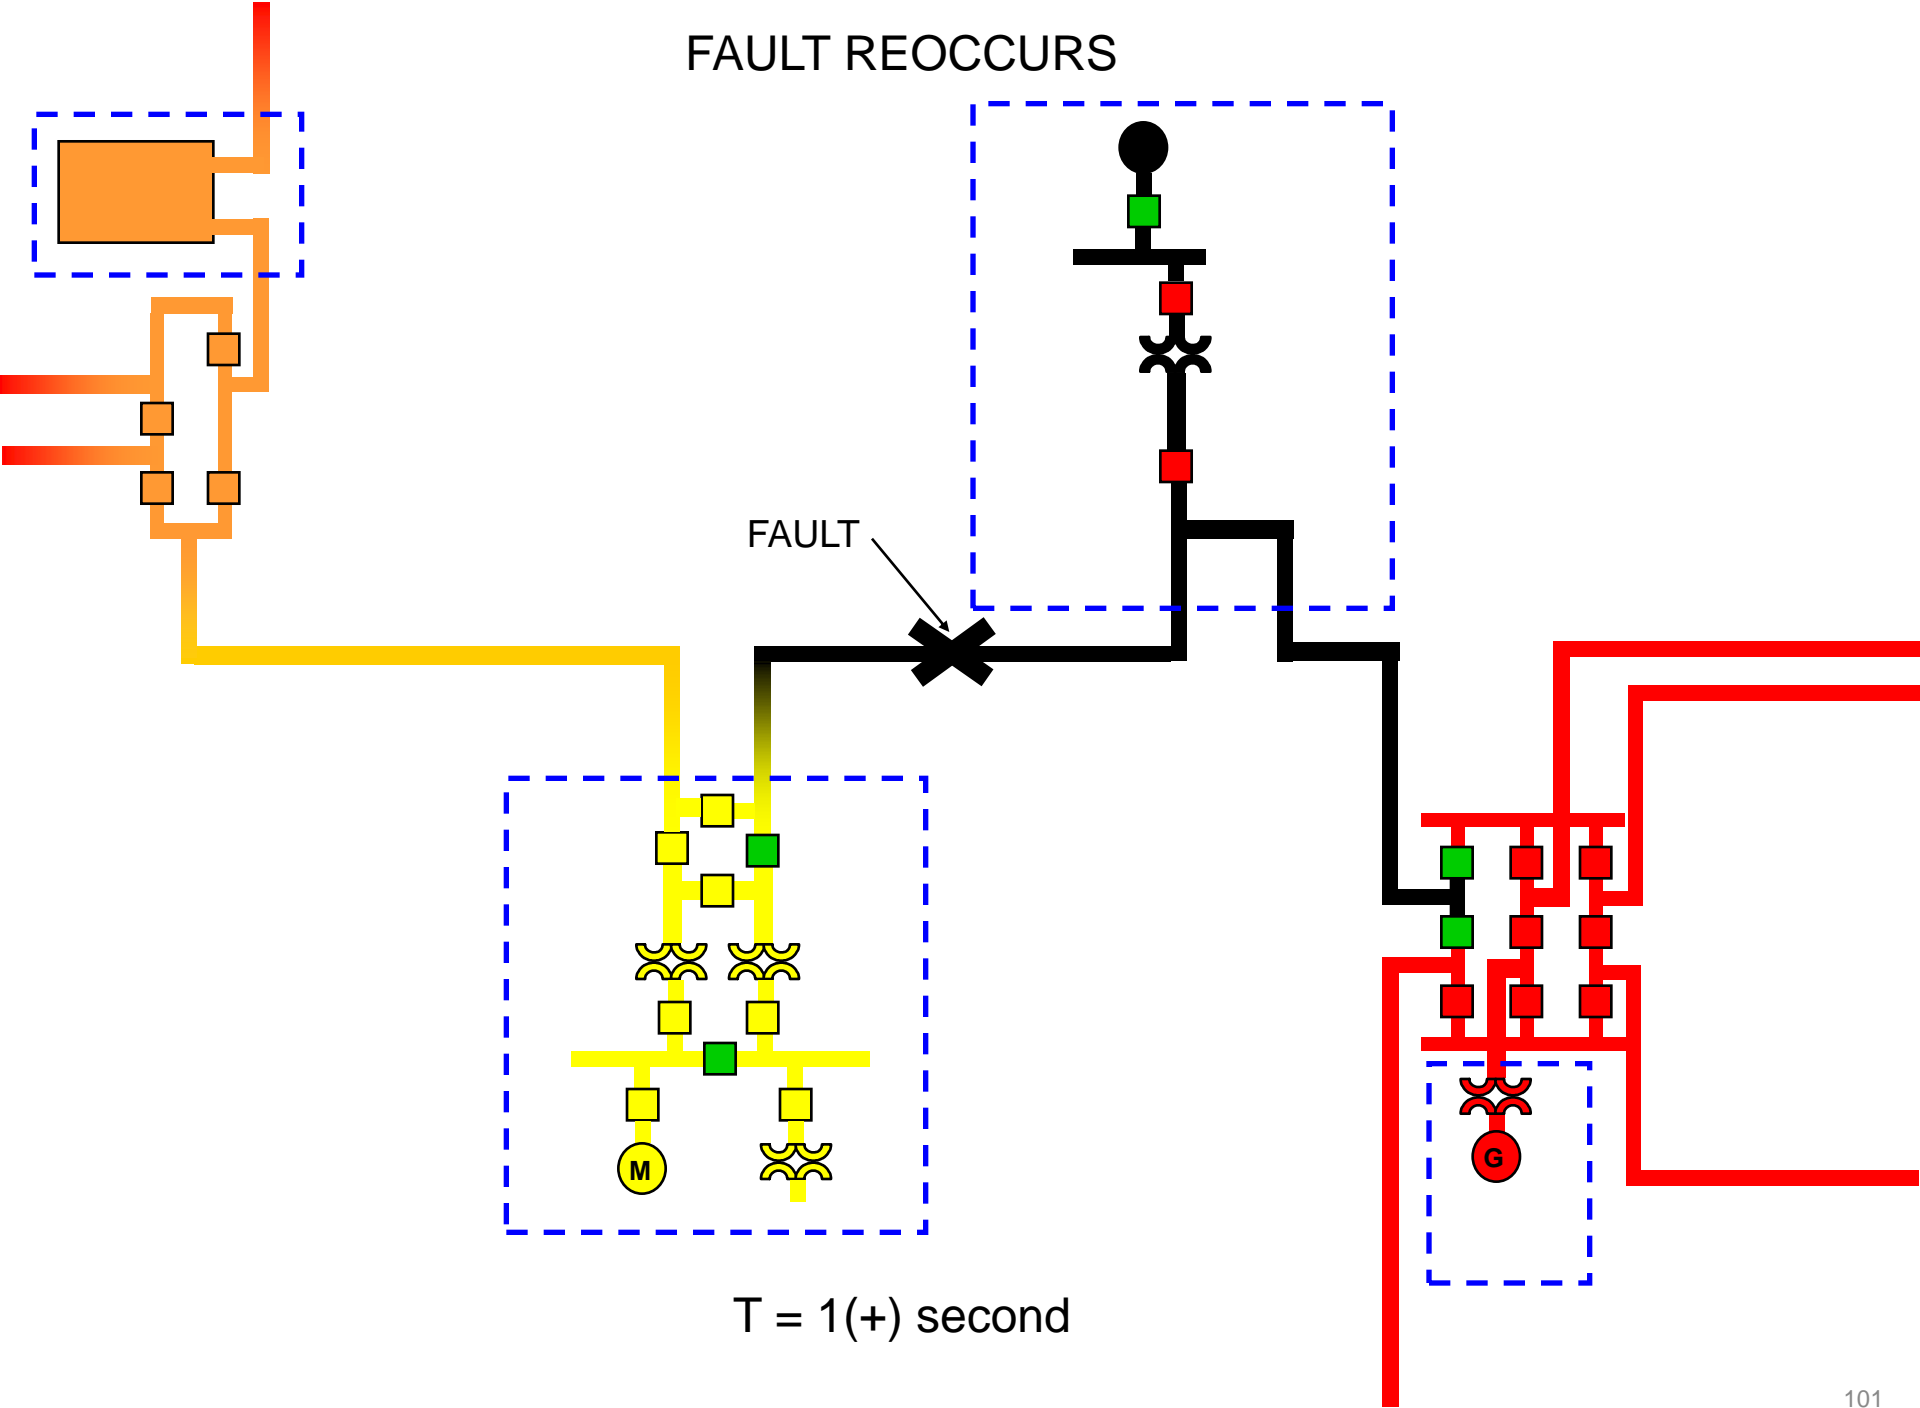 FAULT REOCCURS
FAULT
M
G
T = 1(+) second
101